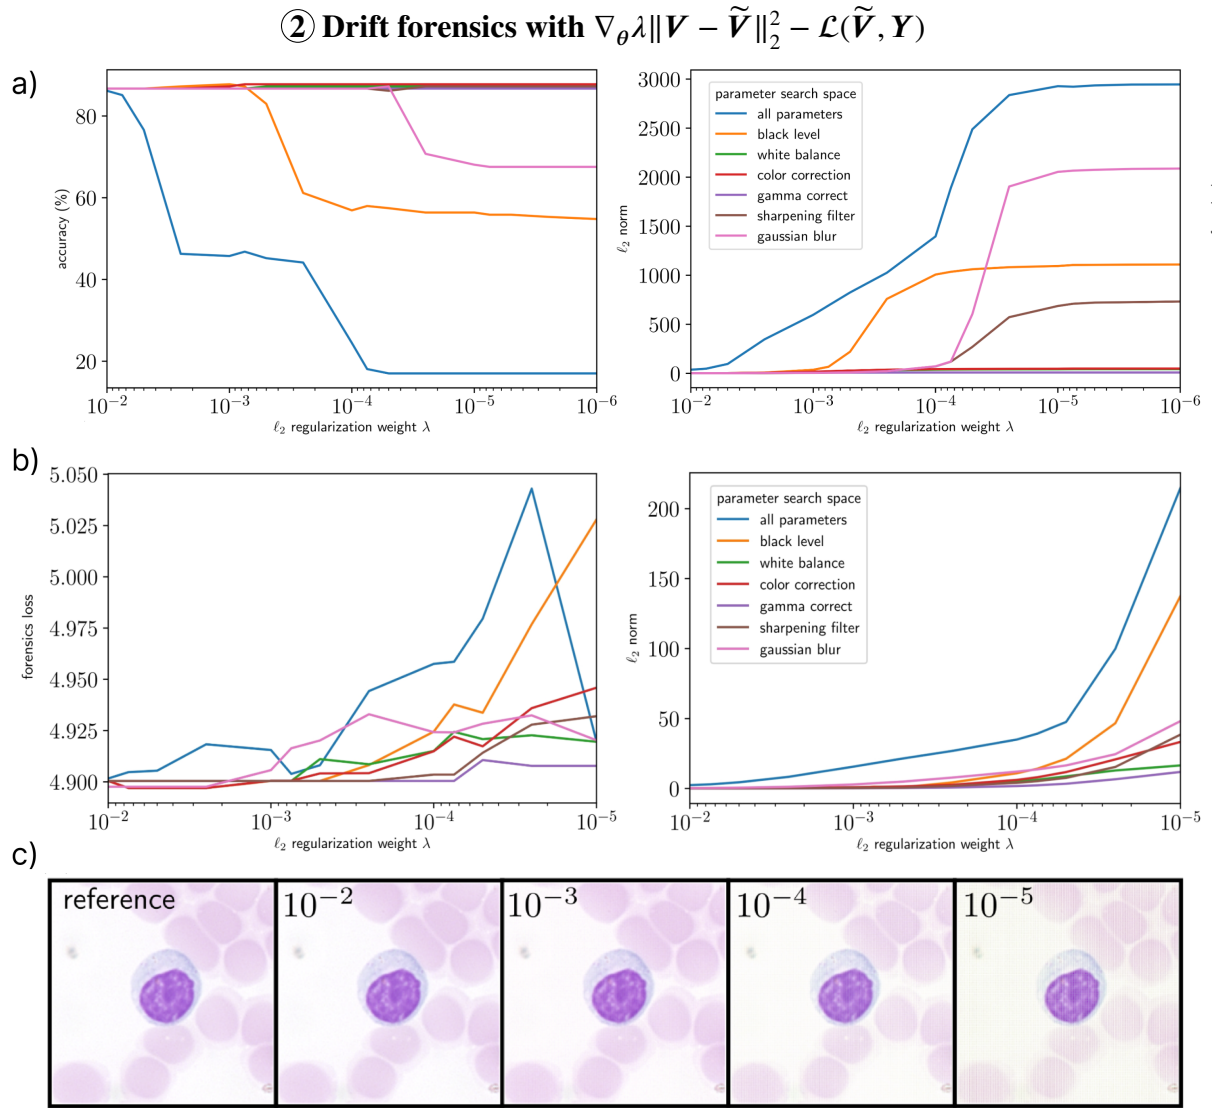 ② Drift forensics with ∇_θ λ‖V − Ṽ‖₂² − ℒ(Ṽ, Y)
a)
80
60
40
20
accuracy (%)
10⁻² 10⁻³ 10⁻⁴ 10⁻⁵ 10⁻⁶
ℓ₂ regularization weight λ
3000
2500
2000
1500
1000
500
0
ℓ₂ norm
parameter search space
all parameters
black level
white balance
color correction
gamma correct
sharpening filter
gaussian blur
10⁻² 10⁻³ 10⁻⁴ 10⁻⁵ 10⁻⁶
ℓ₂ regularization weight λ
b)
5.050
5.025
5.000
4.975
4.950
4.925
4.900
forensics loss
10⁻² 10⁻³ 10⁻⁴ 10⁻⁵
ℓ₂ regularization weight λ
200
150
100
50
0
ℓ₂ norm
parameter search space
all parameters
black level
white balance
color correction
gamma correct
sharpening filter
gaussian blur
10⁻² 10⁻³ 10⁻⁴ 10⁻⁵
ℓ₂ regularization weight λ
c)
reference 10⁻² 10⁻³ 10⁻⁴ 10⁻⁵